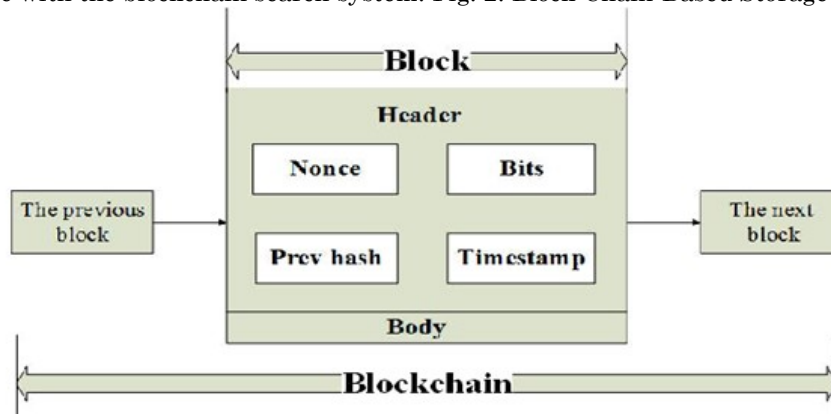 with the blockchain search system. Fig. 2. Block Chain Based Storage
Block
Header
Nonce
Bits
The previous
block
The next
block
Prev hash
Timestamp
Body
Blockchain